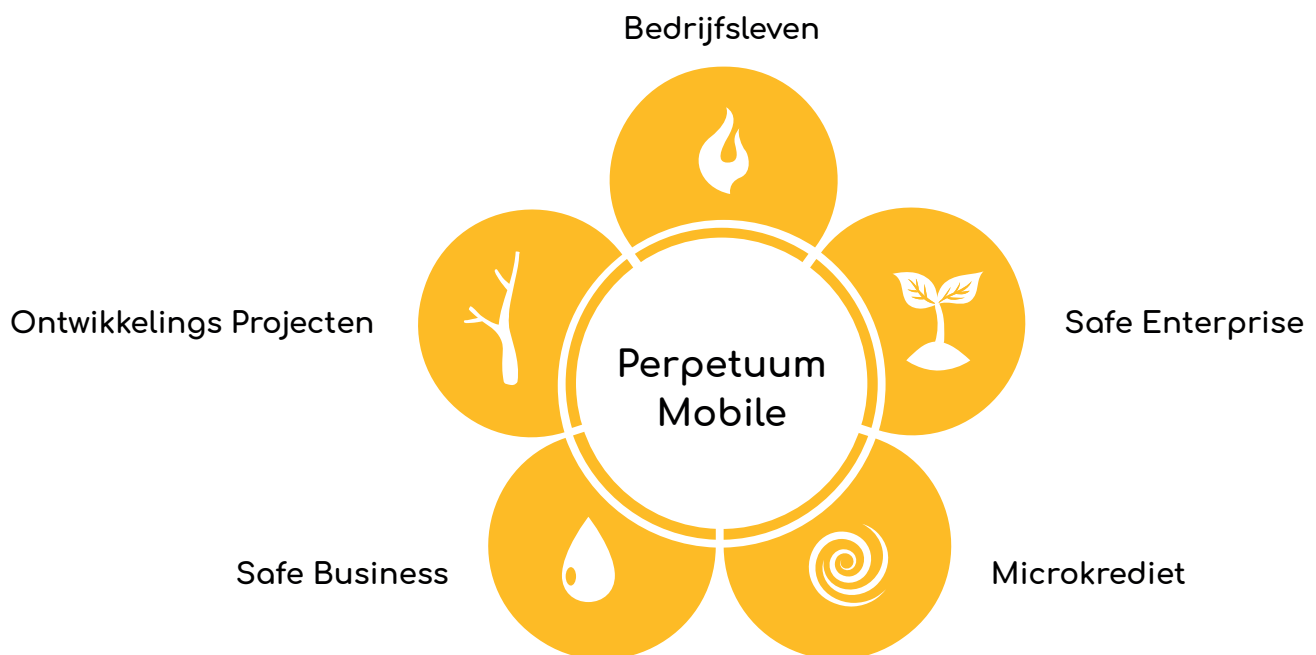 Bedrijfsleven
Ontwikkelings Projecten
Safe Enterprise
Perpetuum
Mobile
Safe Business
Microkrediet